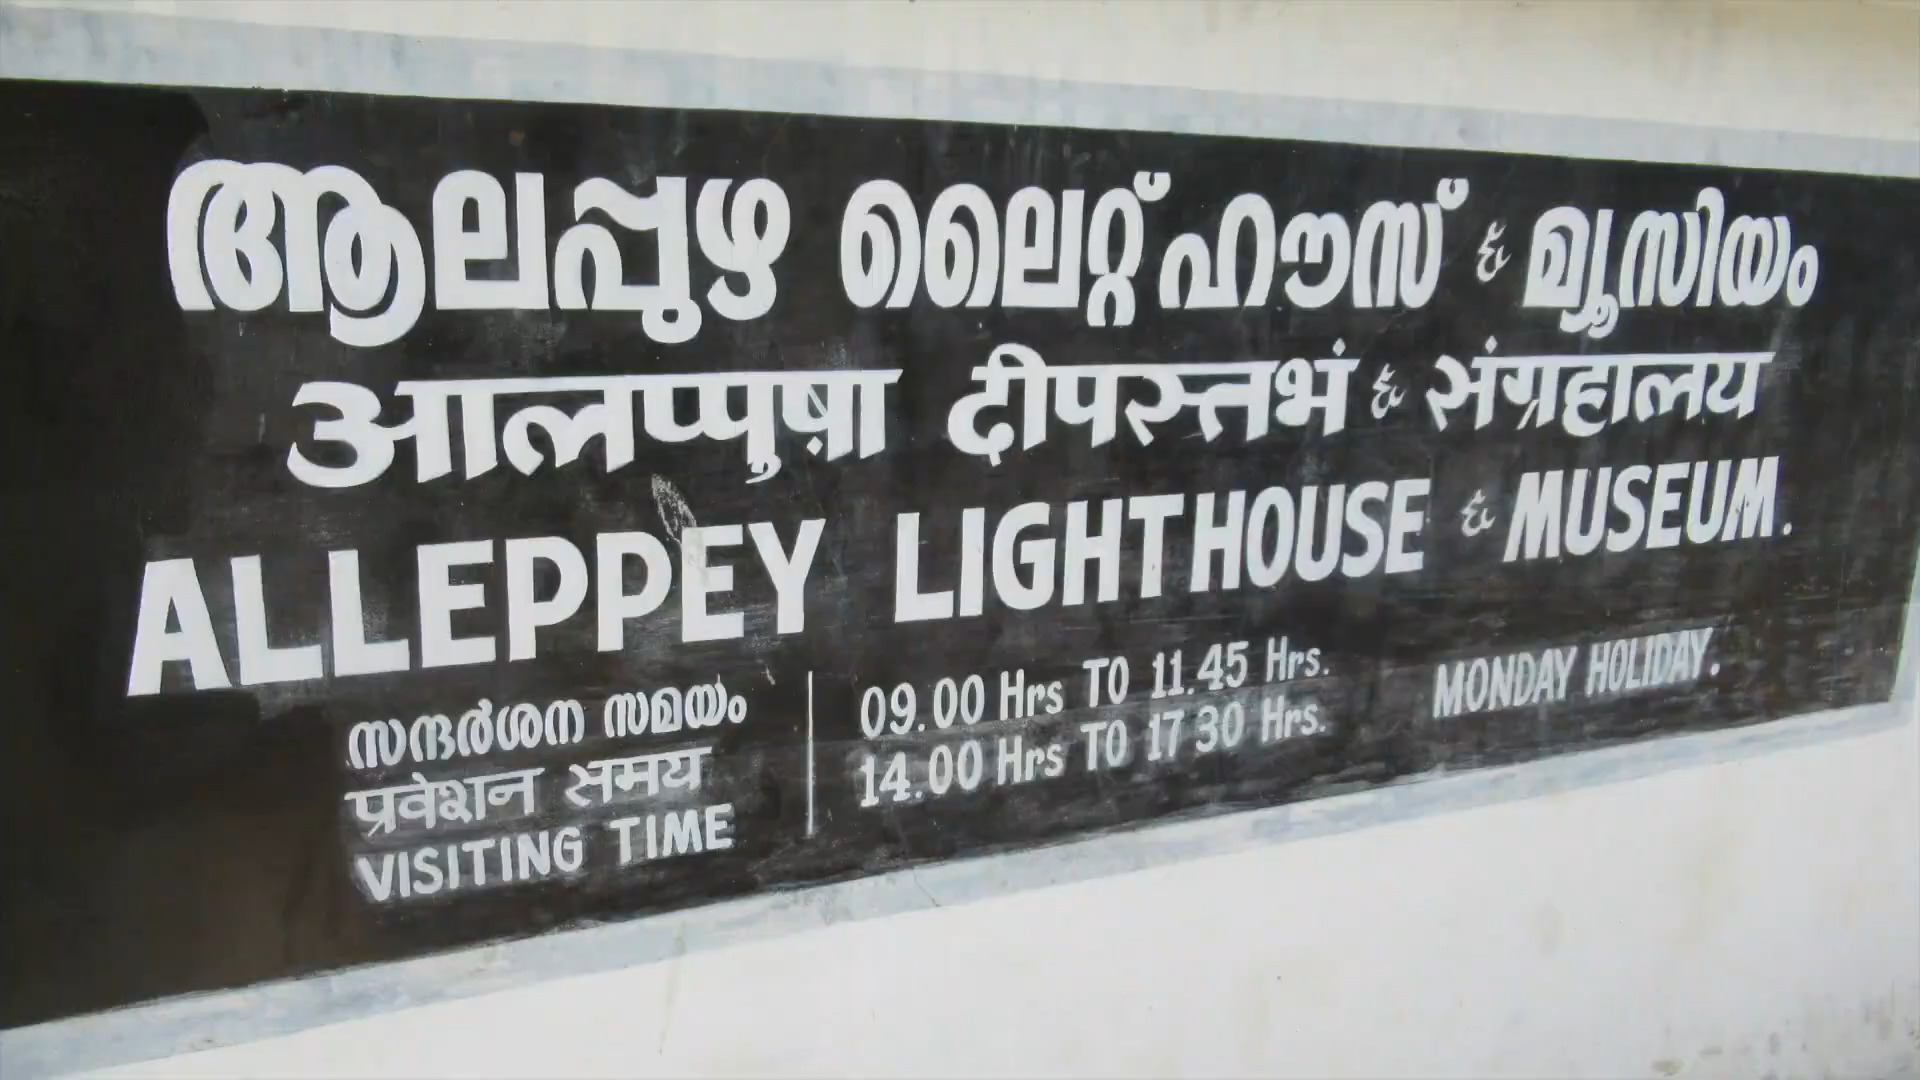 ആലപ്പുഴ ലൈറ്റ് ഹൗസ് & മ്യൂസിയം
आलप्पुषा़ दीपस्तभं & संग्रहालय
ALLEPPEY LIGHTHOUSE & MUSEUM.
സന്ദർശന സമയം
प्रवेशन समय
VISITING TIME
09.00 Hrs TO 11.45 Hrs.
14.00 Hrs TO 17 30 Hrs.
MONDAY HOLIDAY.